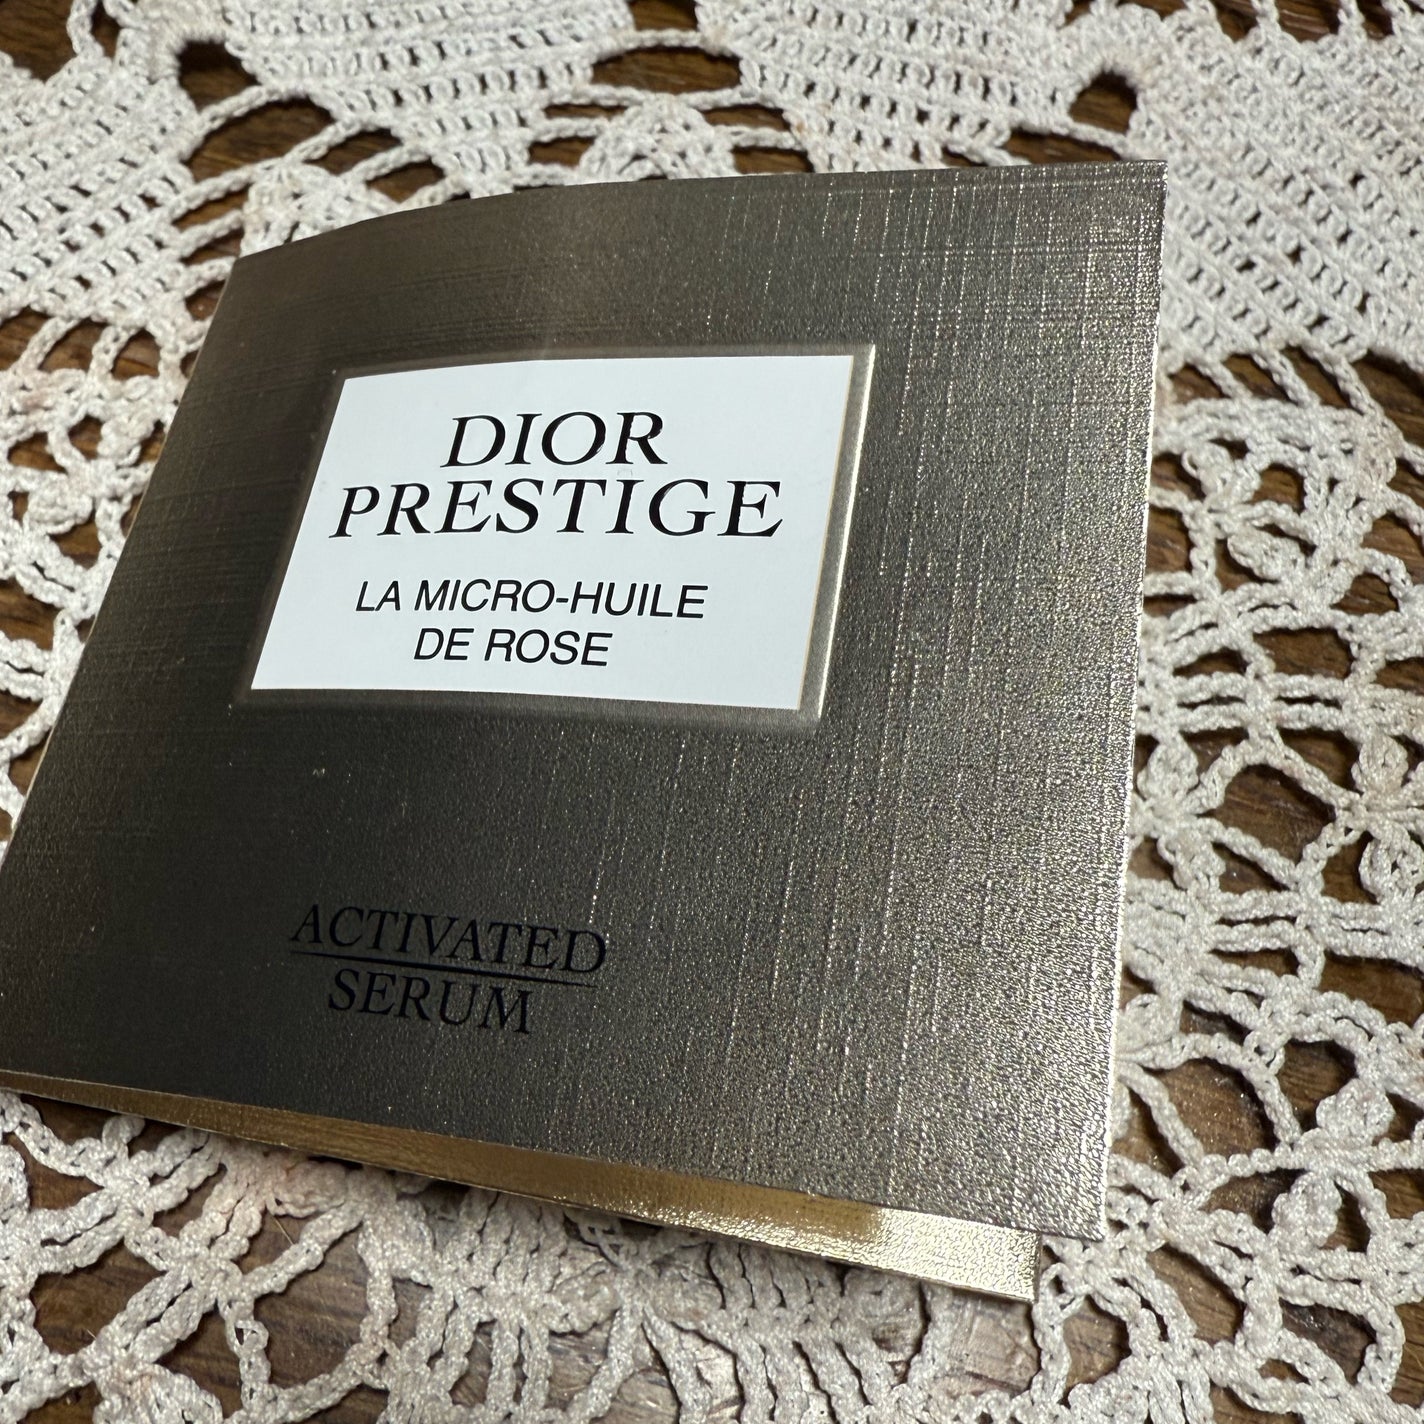 DIOR
PRESTIGE
LA MICRO-HUILE
DE ROSE
ACTIVATED
SERUM